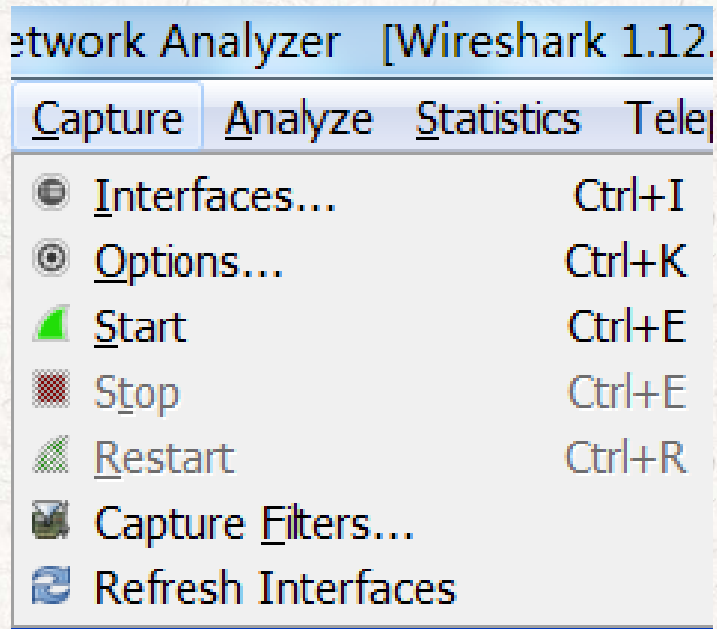 etwork Analyzer [Wireshark 1.12.
Capture Analyze Statistics Telep
Interfaces... Ctrl+I
Options... Ctrl+K
Start Ctrl+E
Stop Ctrl+E
Restart Ctrl+R
Capture Filters...
Refresh Interfaces